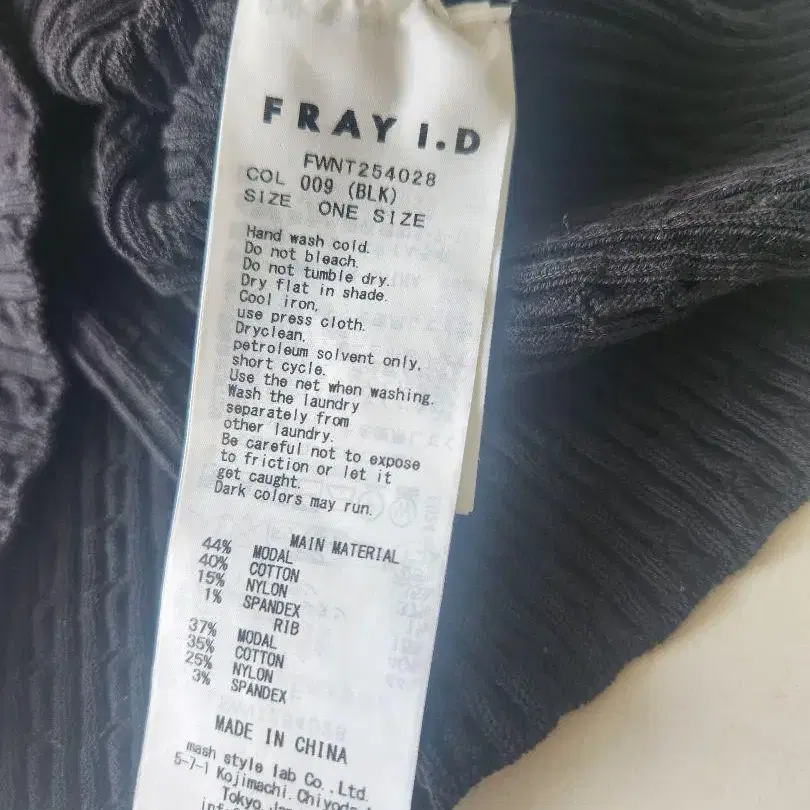 FRAY I.D
FWNT254028
COL 009 (BLK)
SIZE ONE SIZE
Hand wash cold.
Do not bleach.
Do not tumble dry.
Dry flat in shade.
Cool iron,
use press cloth.
Dryclean,
petroleum solvent only,
short cycle.
Use the net when washing.
Wash the laundry
separately from
other laundry.
Be careful not to expose
to friction or let it
get caught.
Dark colors may run.
MAIN MATERIAL
44% MODAL
40% COTTON
15% NYLON
1% SPANDEX
RIB
37% MODAL
35% COTTON
25% NYLON
3% SPANDEX
MADE IN CHINA
mash style lab Co.,Ltd.
5-7-1 Kojimachi,Chiyoda
Tokyo